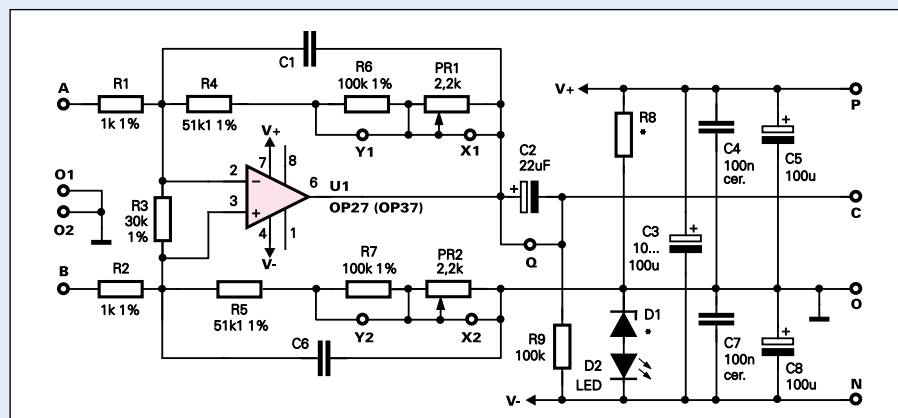 C1
R6
100k 1%
PR1
2,2k
A
R1
1k 1%
R4
51k1 1%
Y1
X1
V+
P
R8
*
C4
100n
cer.
+
C5
100u
V+
7
8
2
−
3
+
6
U1
OP27 (OP37)
4
1
V-
C2
22uF
+
C
O1
O2
R3
30k
1%
Q
C3
10...
100u
+
B
R2
1k 1%
R5
51k1 1%
R7
100k 1%
PR2
2,2k
Y2
X2
O
C6
R9
100k
D1
*
D2
LED
C7
100n
cer.
+
C8
100u
V-
N